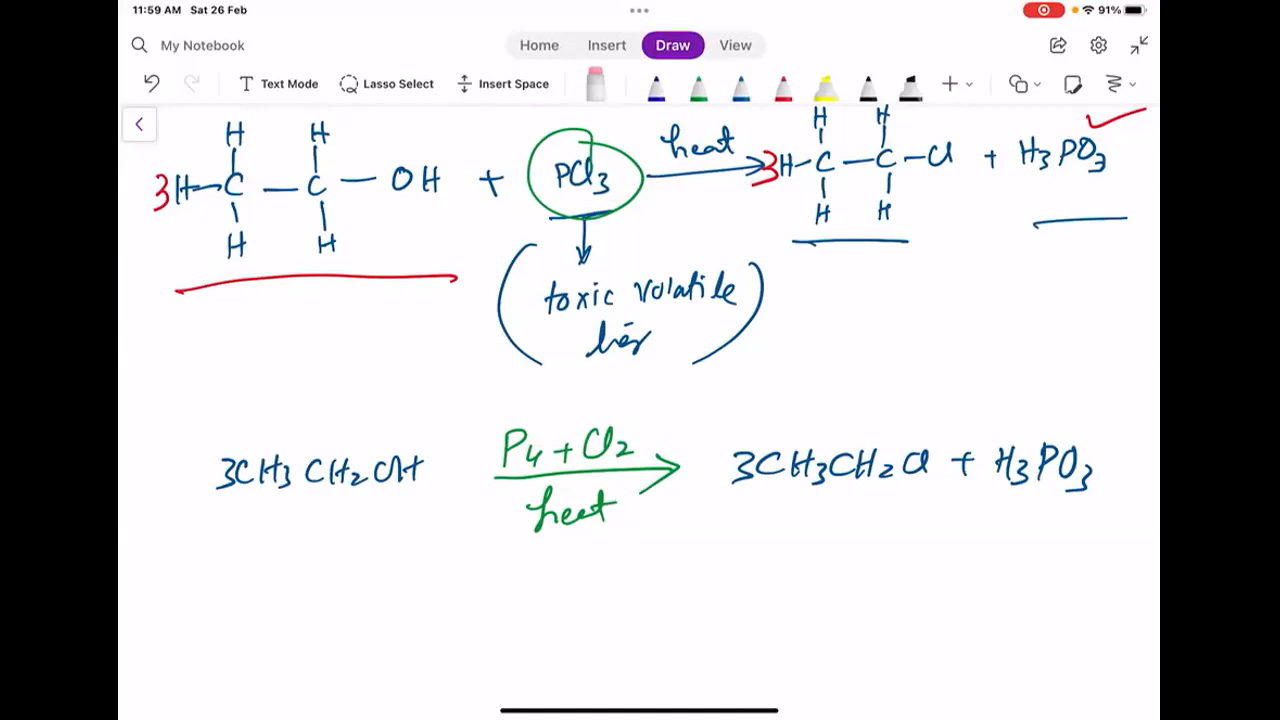 11:59 AM Sat 26 Feb
91%
My Notebook
Home Insert Draw View
Text Mode Lasso Select Insert Space
H H H H
3H-C-C-OH + PCl3 heat 3H-C-C-Cl + H3PO3
H H H H
(toxic volatile
liq)
P4 + Cl2
3CH3CH2OH 3CH3CH2Cl + H3PO3
heat